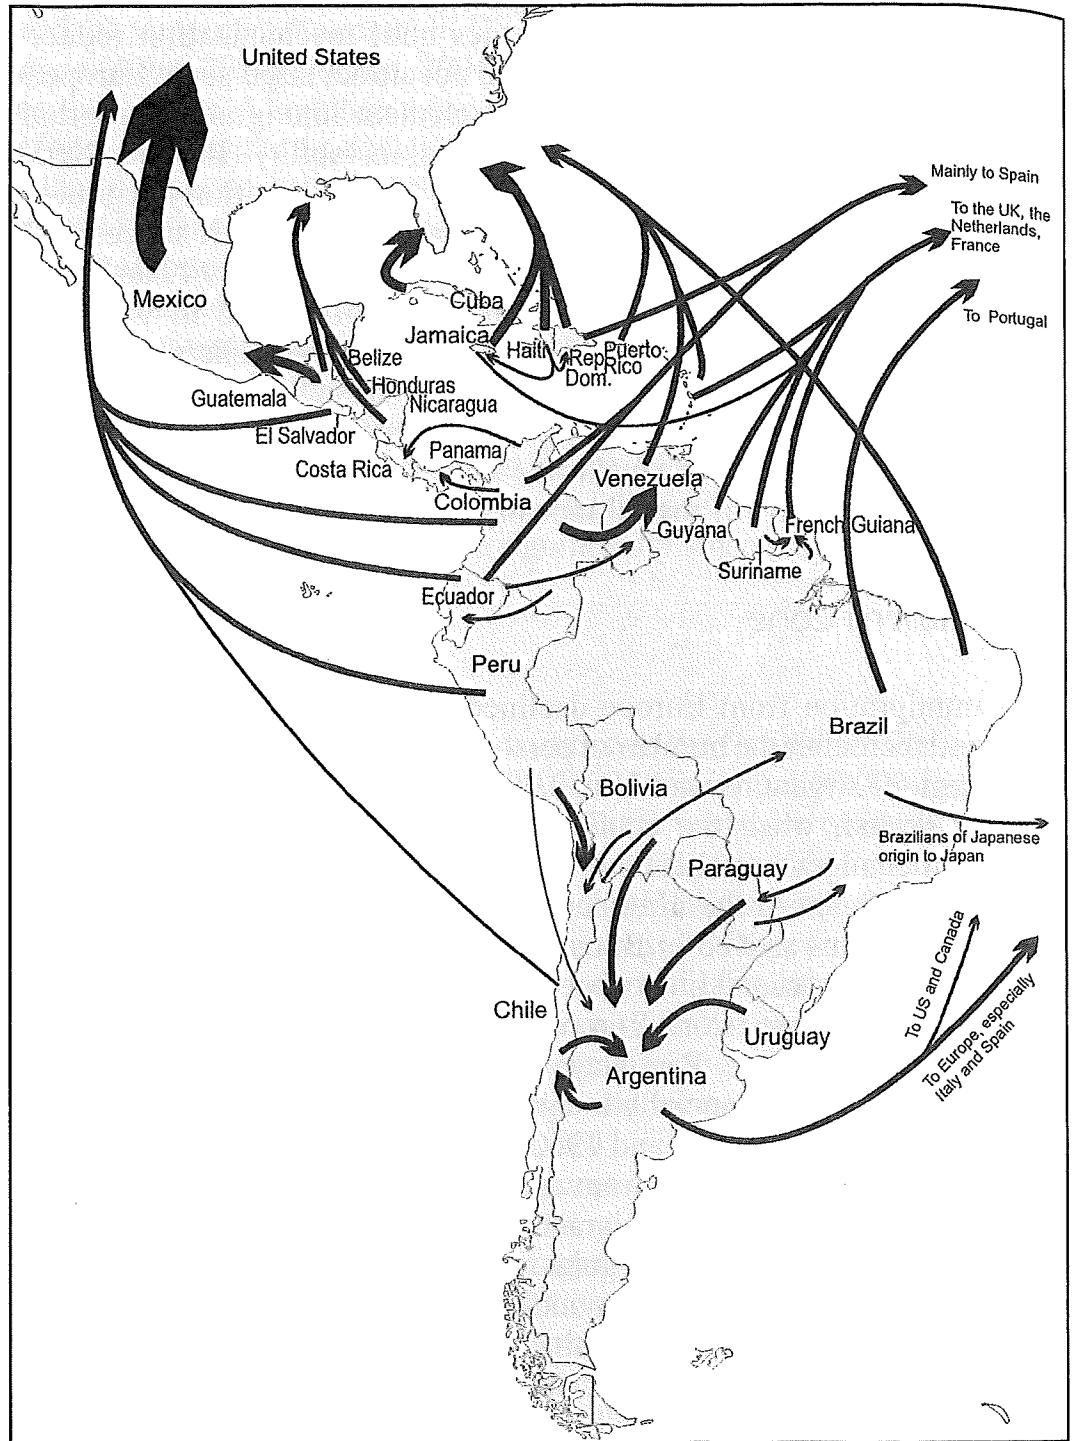 United States
Mainly to Spain
To the UK, the
Netherlands,
France
Mexico
Cuba
To Portugal
Jamaica
Haiti
Rep.
Dom.
Puerto
Rico
Belize
Honduras
Guatemala
Nicaragua
El Salvador
Panama
Costa Rica
Venezuela
Colombia
Guyana
French Guiana
Suriname
Ecuador
Peru
Brazil
Bolivia
Brazilians of Japanese
origin to Japan
Paraguay
To US and Canada
Chile
Uruguay
To Europe, especially
Italy and Spain
Argentina